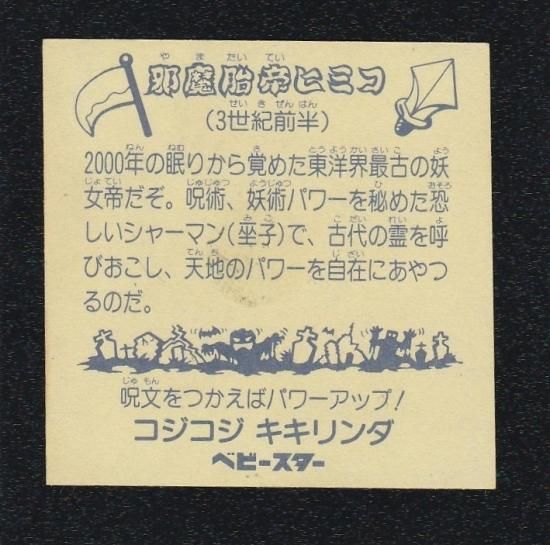 邪魔胎帝ヒミコ
(3世紀前半)
2000年の眠りから覚めた東洋界最古の妖
女帝だぞ。呪術、妖術パワーを秘めた恐
しいシャーマン(坐子)で、古代の霊を呼
びおこし、天地のパワーを自在にあやつ
るのだ。
呪文をつかえばパワーアップ!
コジコジ キキリンダ
ベビースター